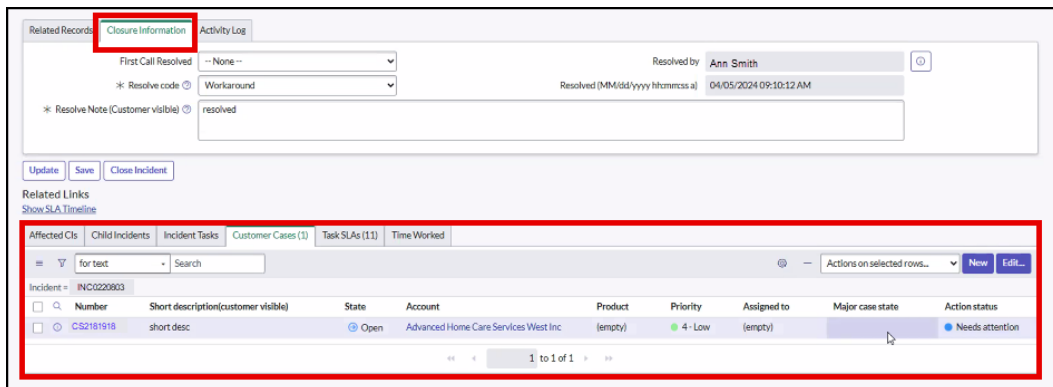 Related Records Closure Information Activity Log
First Call Resolved -- None -- Resolved by Ann Smith
Resolve code Workaround Resolved (MM/dd/yyyy hh:mm:ss a) 04/05/2024 09:10:12 AM
Resolve Note (Customer visible) resolved
Update Save Close Incident
Related Links
Show SLA Timeline
Affected CIs Child Incidents Incident Tasks Customer Cases (1) Task SLAs (11) Time Worked
for text Search Actions on selected rows... New Edit...
Incident = INC0220803
Number Short description(customer visible) State Account Product Priority Assigned to Major case state Action status
CS2181918 short desc Open Advanced Home Care Services West Inc (empty) 4 - Low (empty) Needs attention
1 to 1 of 1